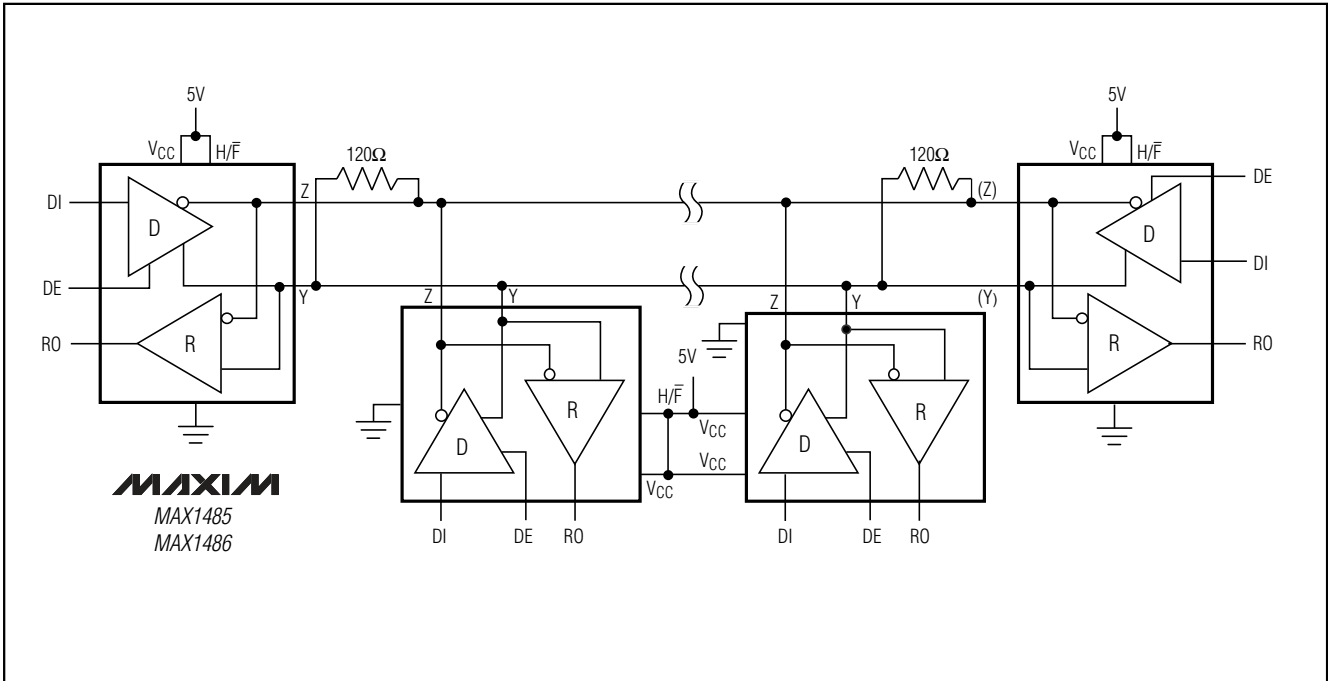 5V
5V
VCC
H/F̅
120Ω
120Ω
VCC
H/F̅
DI
Z
(Z)
DE
D
D
DE
Y
Z
Y
Z
Y
(Y)
DI
RO
R
5V
R
RO
H/F̅
R
VCC
R
D
VCC
D
VCC
MAXIM
MAX1485
MAX1486
DI
DE
RO
DI
DE
RO